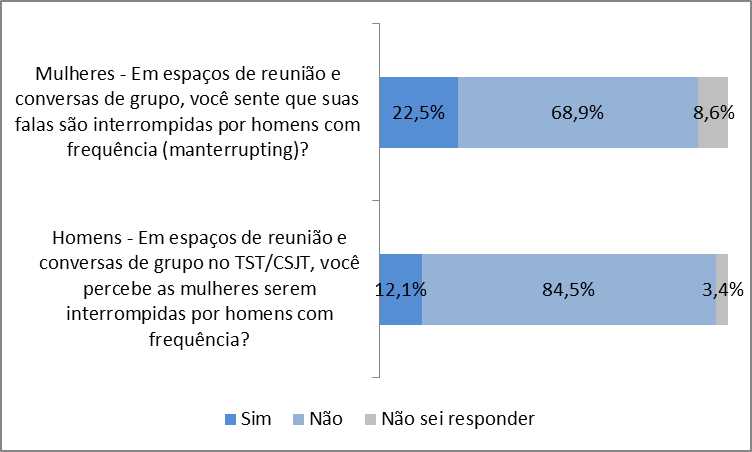 Mulheres - Em espaços de reunião e
conversas de grupo, você sente que suas
falas são interrompidas por homens com
frequência (manterrupting)?
22,5% 68,9% 8,6%
Homens - Em espaços de reunião e
conversas de grupo no TST/CSJT, você
percebe as mulheres serem
interrompidas por homens com
frequência?
12,1% 84,5% 3,4%
Sim Não Não sei responder